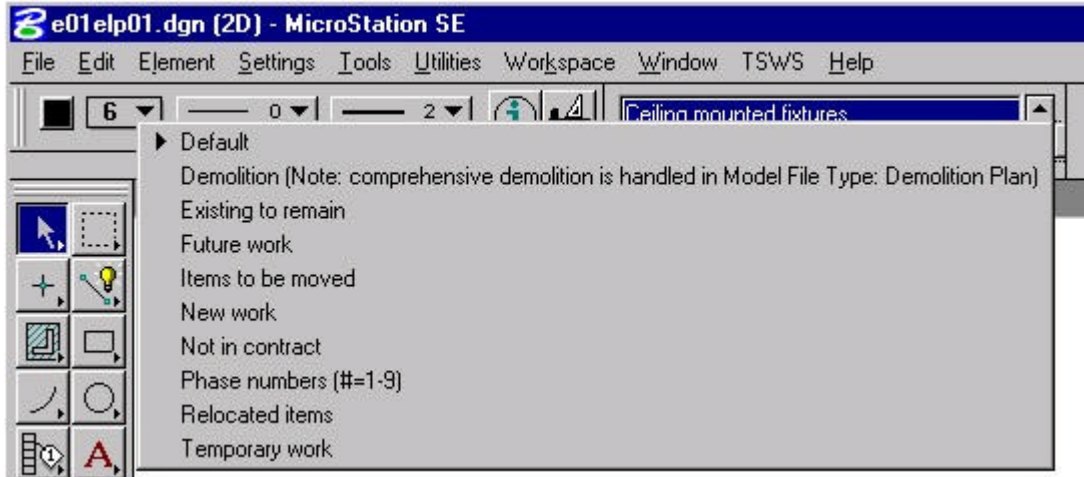 e01elp01.dgn (2D) - MicroStation SE
File Edit Element Settings Tools Utilities Workspace Window TSWS Help
6 0 2 Ceiling mounted fixtures
Default
Demolition (Note: comprehensive demolition is handled in Model File Type: Demolition Plan)
Existing to remain
Future work
Items to be moved
New work
Not in contract
Phase numbers (#=1-9)
Relocated items
1 A
Temporary work